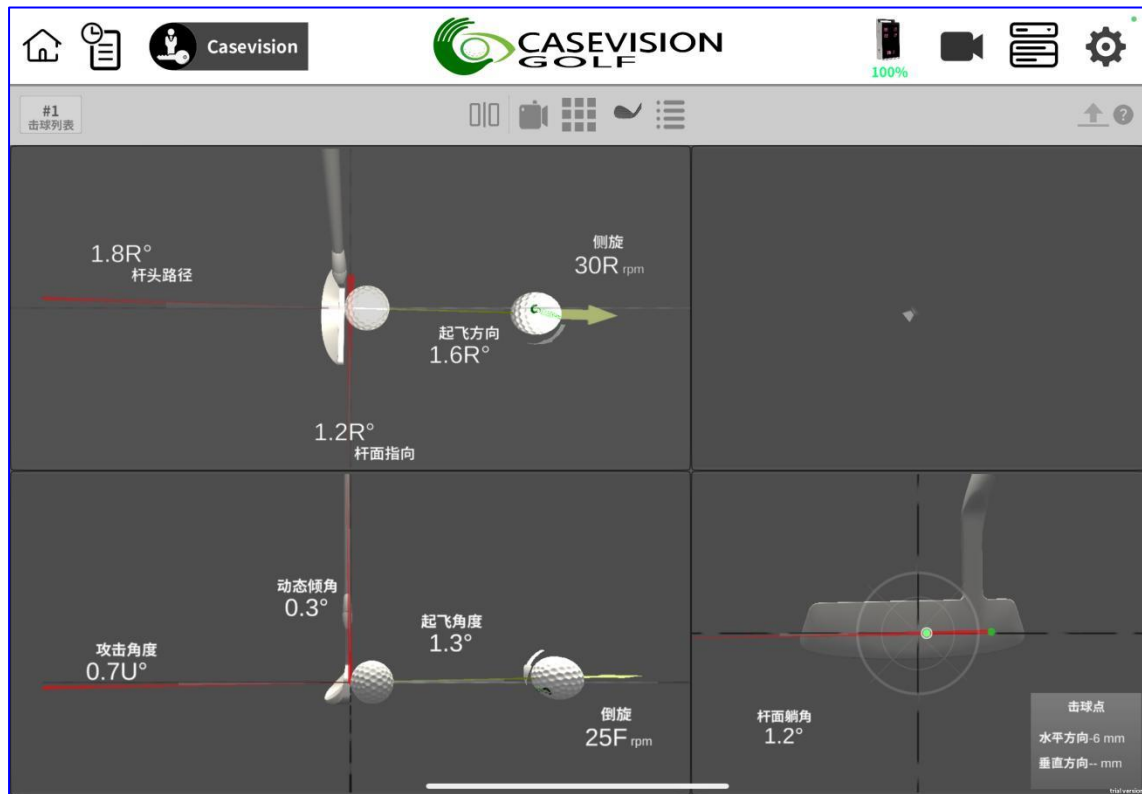 Casevision
CASEVISION
GOLF
100%
#1
击球列表
?
1.8R°
杆头路径
侧旋
30R rpm
起飞方向
1.6R°
1.2R°
杆面指向
动态倾角
0.3°
攻击角度
0.7U°
起飞角度
1.3°
倒旋
25F rpm
杆面躺角
1.2°
击球点
水平方向-6 mm
垂直方向-- mm
trial version